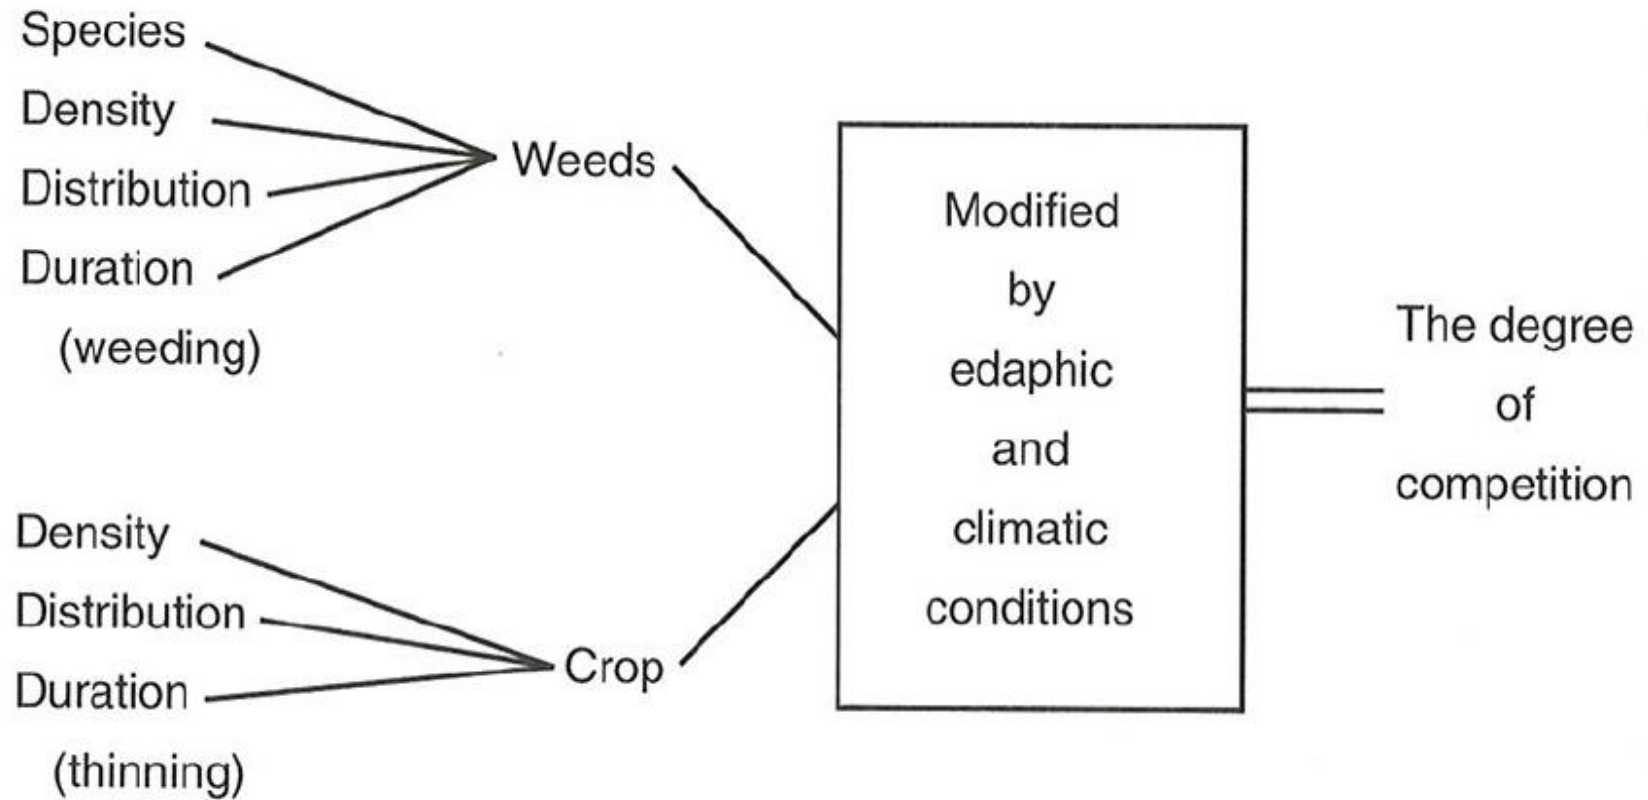 Species
Density
Distribution
Duration
(weeding)
Weeds
Density
Distribution
Duration
(thinning)
Crop
Modified
by
edaphic
and
climatic
conditions
The degree
of
competition